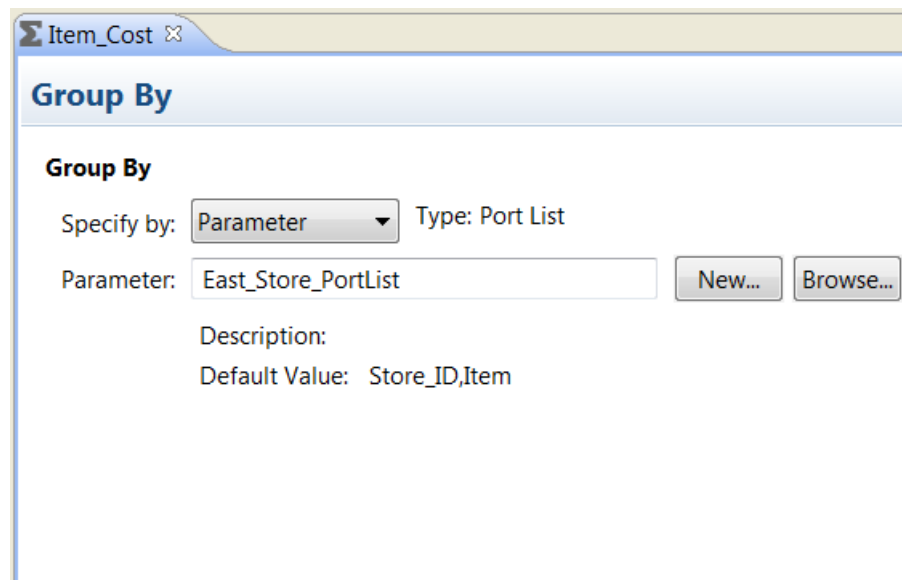 Item_Cost
Group By
Group By
Specify by: Parameter Type: Port List
Parameter: East_Store_PortList New... Browse...
Description:
Default Value: Store_ID,Item